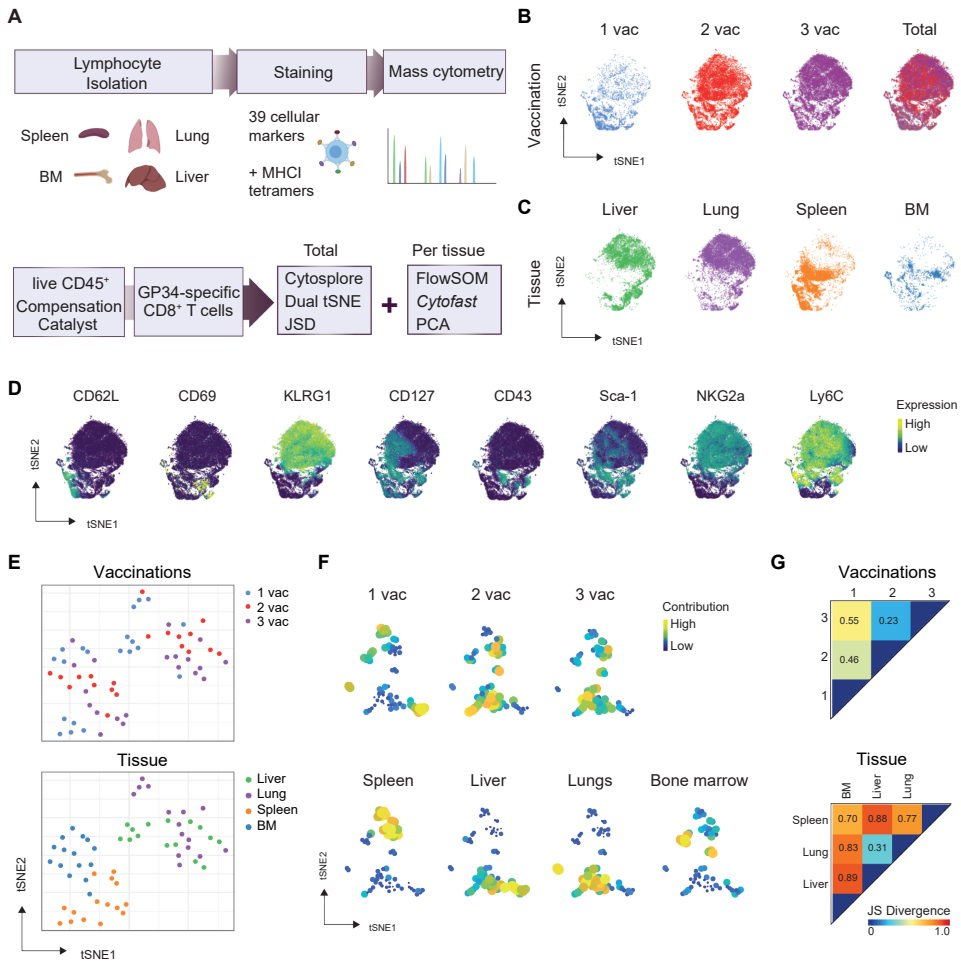 A
Lymphocyte
Isolation
Staining
Mass cytometry
Spleen
Lung
BM
Liver
39 cellular
markers
+ MHCI
tetramers
live CD45+
Compensation
Catalyst
GP34-specific
CD8+ T cells
Total
Cytosplore
Dual tSNE
JSD
+
Per tissue
FlowSOM
Cytofast
PCA
B
1 vac
2 vac
3 vac
Total
Vaccination
tSNE2
tSNE1
C
Liver
Lung
Spleen
BM
Tissue
tSNE2
tSNE1
D
CD62L
CD69
KLRG1
CD127
CD43
Sca-1
NKG2a
Ly6C
Expression
High
Low
tSNE2
tSNE1
E
Vaccinations
1 vac
2 vac
3 vac
Tissue
Liver
Lung
Spleen
BM
tSNE2
tSNE1
F
1 vac
2 vac
3 vac
Contribution
High
Low
Spleen
Liver
Lungs
Bone marrow
tSNE2
tSNE1
G
Vaccinations
1 2 3
3 0.55 0.23
2 0.46
1
Tissue
BM Liver Lung
Spleen 0.70 0.88 0.77
Lung 0.83 0.31
Liver 0.89
JS Divergence
0 1.0